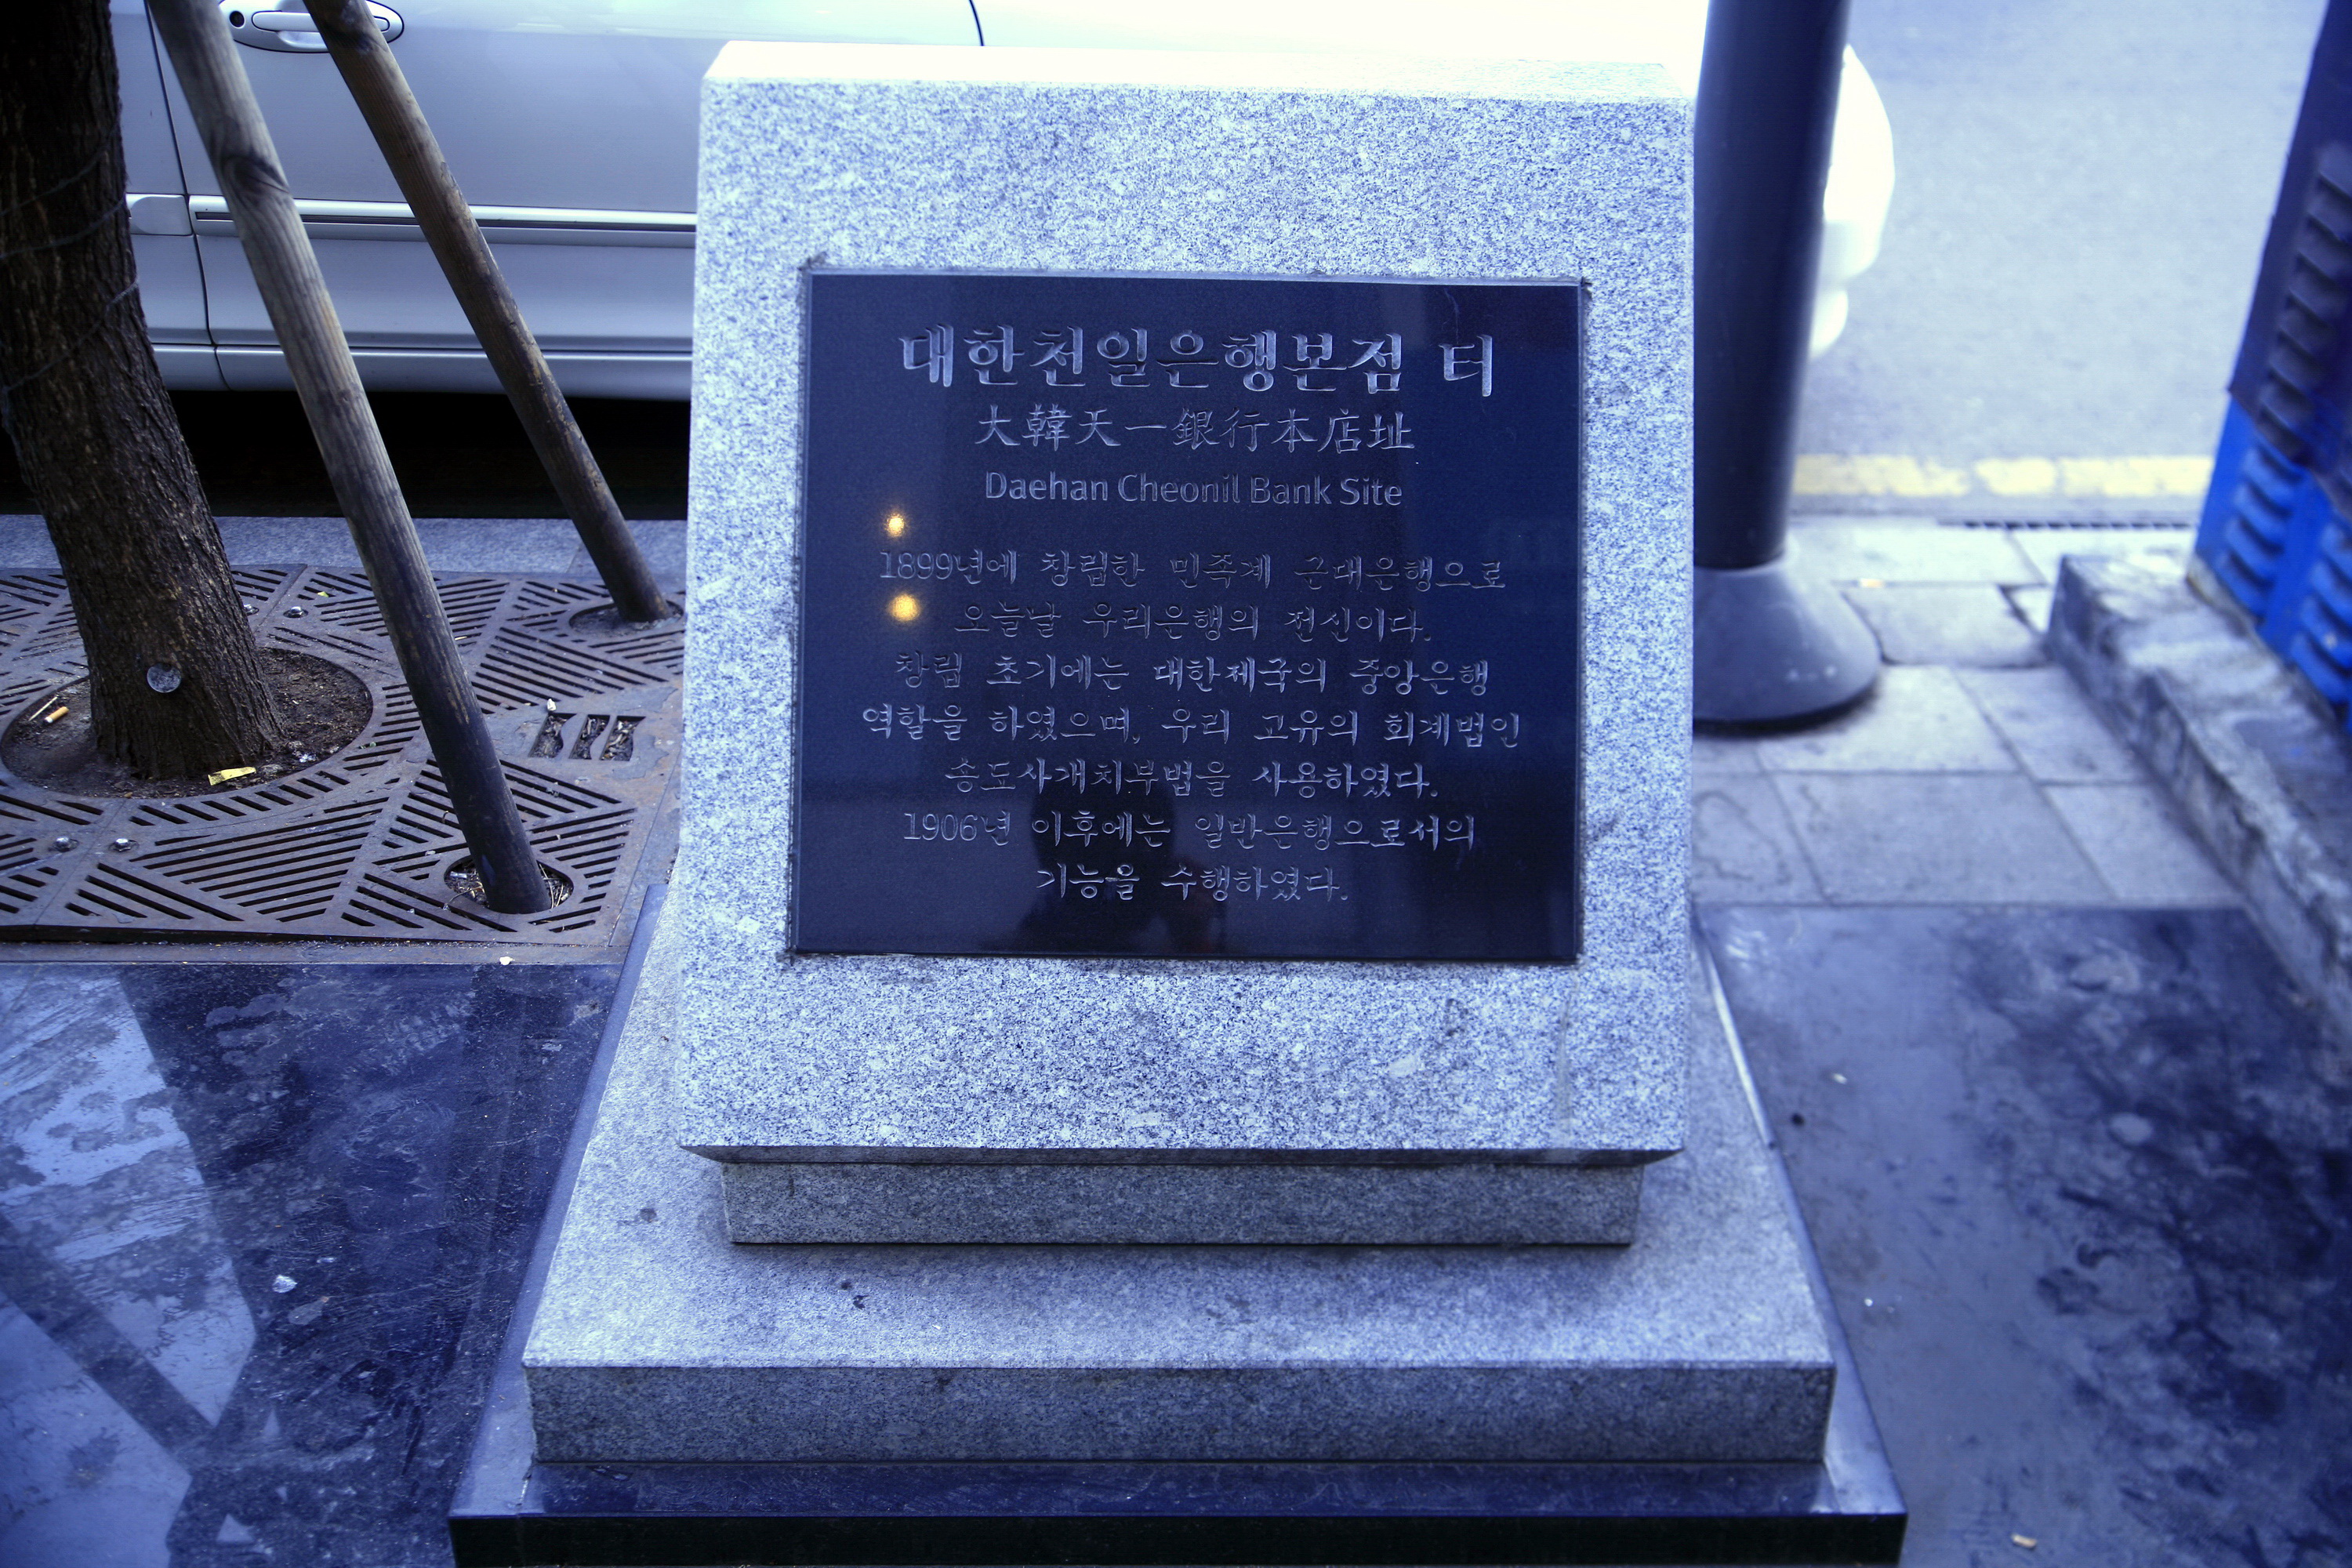 대한천일은행본점 터
大韓天一銀行本店址
Daehan Cheonil Bank Site
1899년에 창립한 민족계 근대은행으로
오늘날 우리은행의 전신이다.
창립 초기에는 대한제국의 중앙은행
역할을 하였으며, 우리 고유의 회계법인
송도사개치부법을 사용하였다.
1906년 이후에는 일반은행으로서의
기능을 수행하였다.